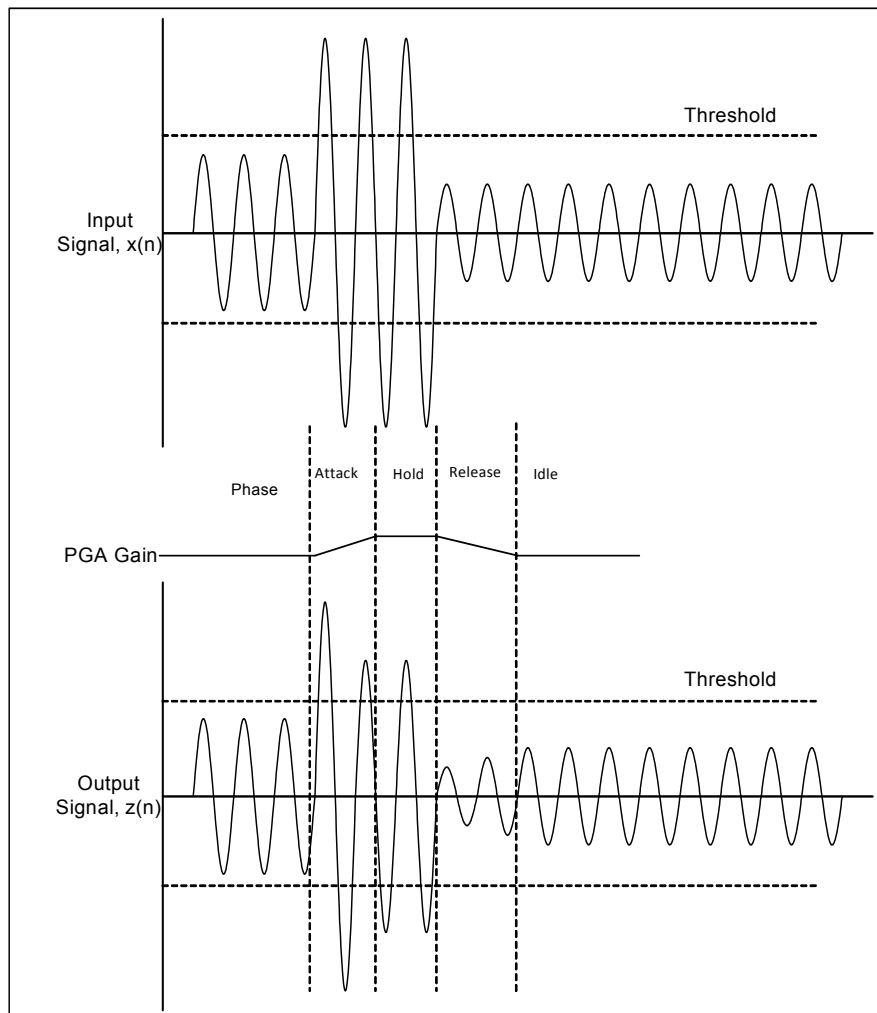 Threshold
Input
Signal, x(n)
Phase
Attack
Hold
Release
Idle
PGA Gain
Threshold
Output
Signal, z(n)